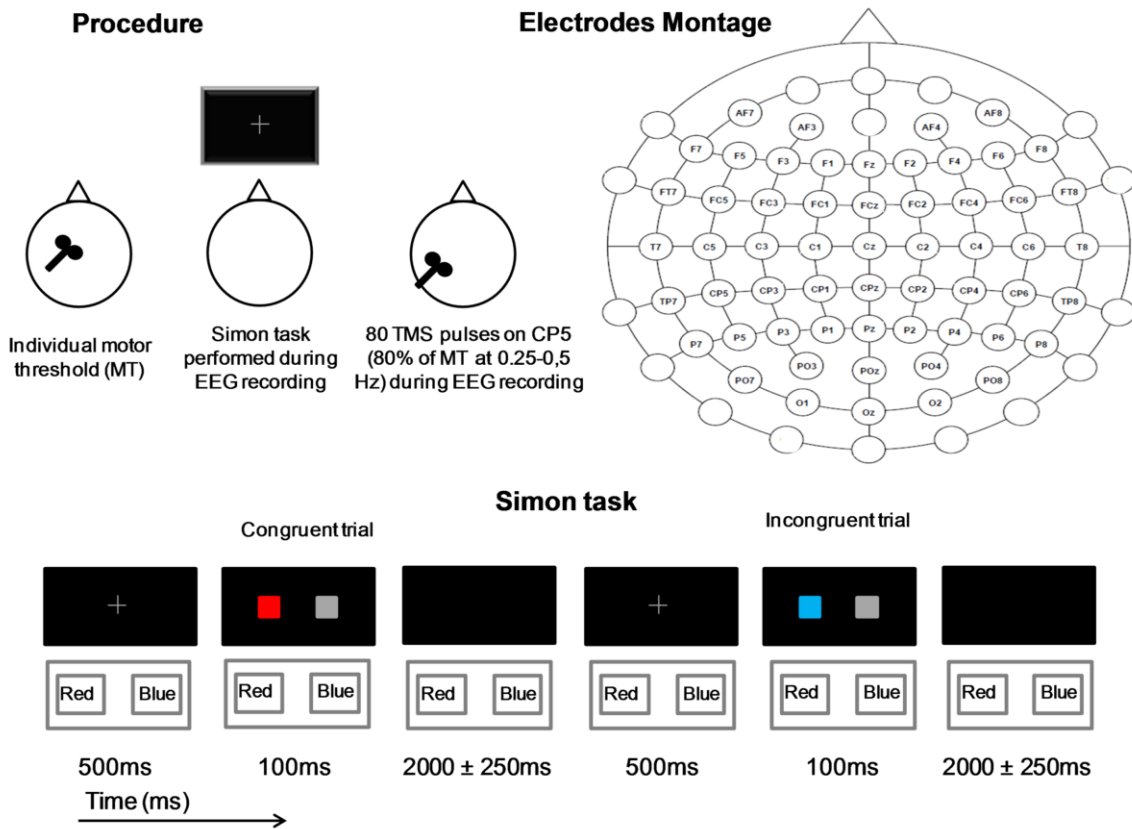 Procedure
Electrodes Montage
Individual motor
threshold (MT)
Simon task
performed during
EEG recording
80 TMS pulses on CP5
(80% of MT at 0.25-0,5
Hz) during EEG recording
AF7 AF8
AF3 AF4
F7 F5 F3 F1 Fz F2 F4 F6 F8
FT7 FC5 FC3 FC1 FCz FC2 FC4 FC6 FT8
T7 C5 C3 C1 Cz C2 C4 C6 T8
TP7 CP5 CP3 CP1 CPz CP2 CP4 CP6 TP8
P7 P5 P3 P1 Pz P2 P4 P6 P8
PO7 PO3 POz PO4 PO8
O1 Oz O2
Simon task
Congruent trial
Incongruent trial
Red Blue Red Blue Red Blue Red Blue Red Blue Red Blue
500ms 100ms 2000 ± 250ms 500ms 100ms 2000 ± 250ms
Time (ms)